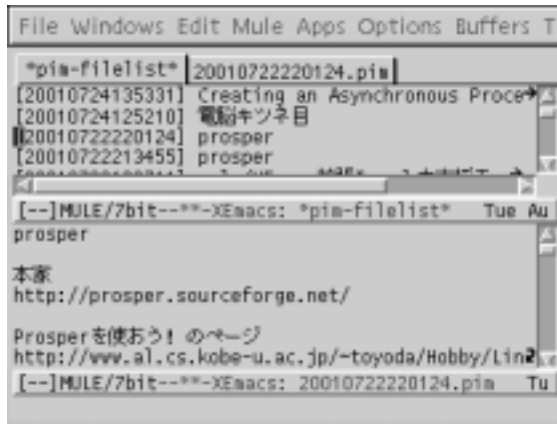 File Windows Edit Mule Apps Options Buffers T
*pim-filelist* 20010722220124.pim
[20010724135331] Creating an Asynchronous Proce
[20010724125210] 電脳キツネ目
[20010722220124] prosper
[20010722213455] prosper
[--]MULE/7bit--**-XEmacs: *pim-filelist* Tue Au
prosper
本家
http://prosper.sourceforge.net/
Prosperを使おう! のページ
http://www.al.cs.kobe-u.ac.jp/~toyoda/Hobby/Lin
[--]MULE/7bit--**-XEmacs: 20010722220124.pim Tu